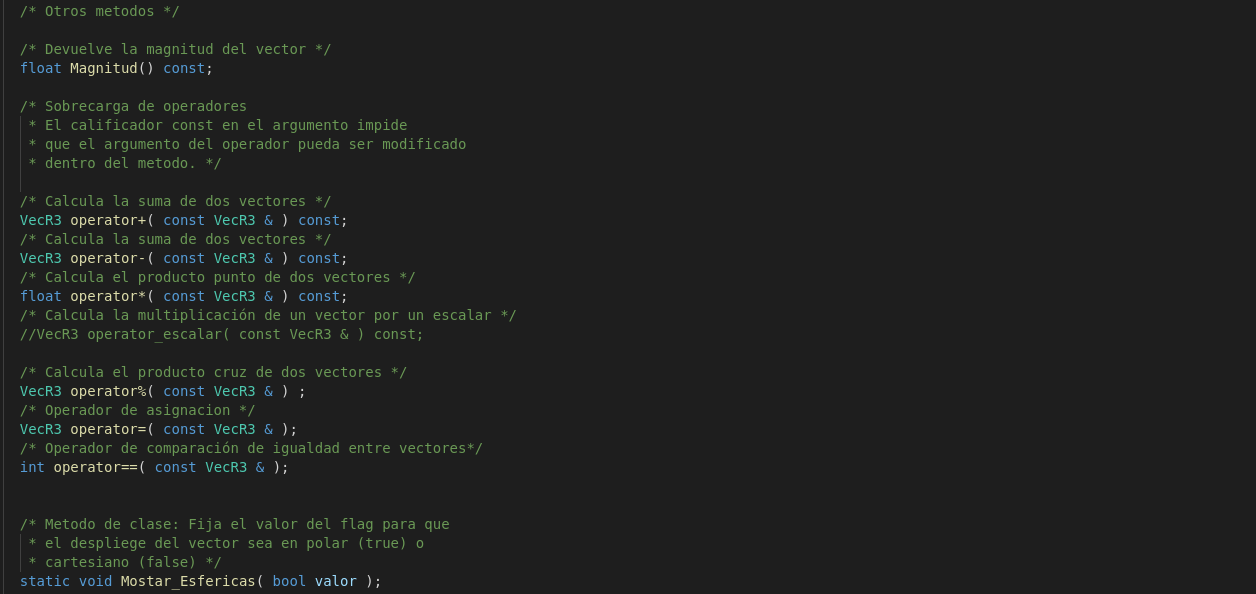 /* Otros metodos */
/* Devuelve la magnitud del vector */
float Magnitud() const;
/* Sobrecarga de operadores
* El calificador const en el argumento impide
* que el argumento del operador pueda ser modificado
* dentro del metodo. */
/* Calcula la suma de dos vectores */
VecR3 operator+( const VecR3 & ) const;
/* Calcula la suma de dos vectores */
VecR3 operator-( const VecR3 & ) const;
/* Calcula el producto punto de dos vectores */
float operator*( const VecR3 & ) const;
/* Calcula la multiplicación de un vector por un escalar */
//VecR3 operator_escalar( const VecR3 & ) const;
/* Calcula el producto cruz de dos vectores */
VecR3 operator%( const VecR3 & ) ;
/* Operador de asignacion */
VecR3 operator=( const VecR3 & );
/* Operador de comparación de igualdad entre vectores*/
int operator==( const VecR3 & );
/* Metodo de clase: Fija el valor del flag para que
* el despliege del vector sea en polar (true) o
* cartesiano (false) */
static void Mostar_Esfericas( bool valor );